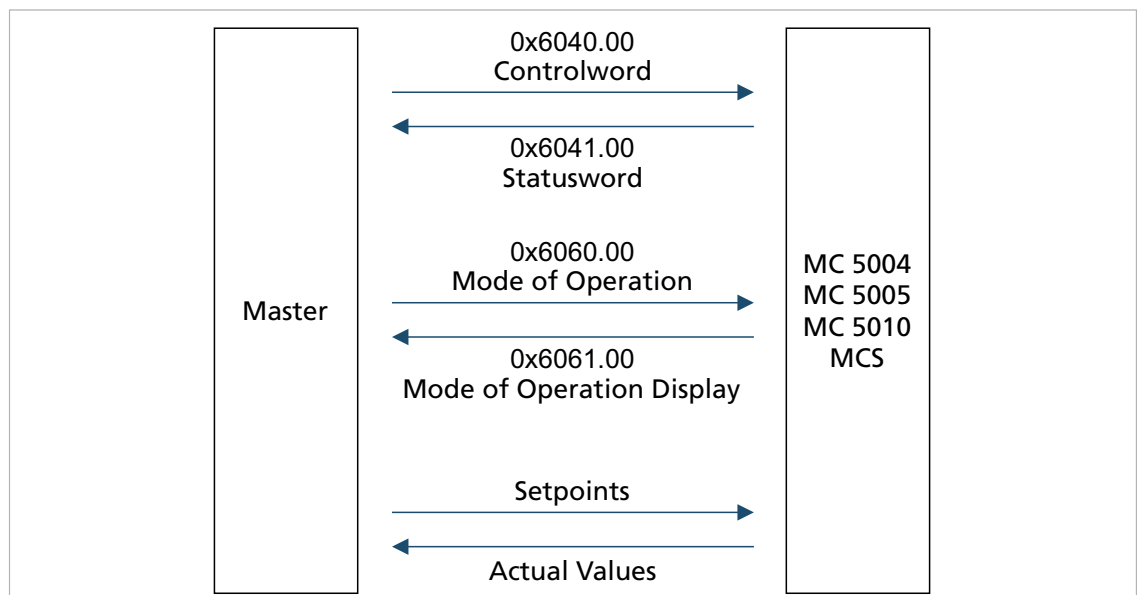 0x6040.00
Controlword
0x6041.00
Statusword
0x6060.00
Mode of Operation
0x6061.00
Mode of Operation Display
Setpoints
Actual Values
Master
MC 5004
MC 5005
MC 5010
MCS